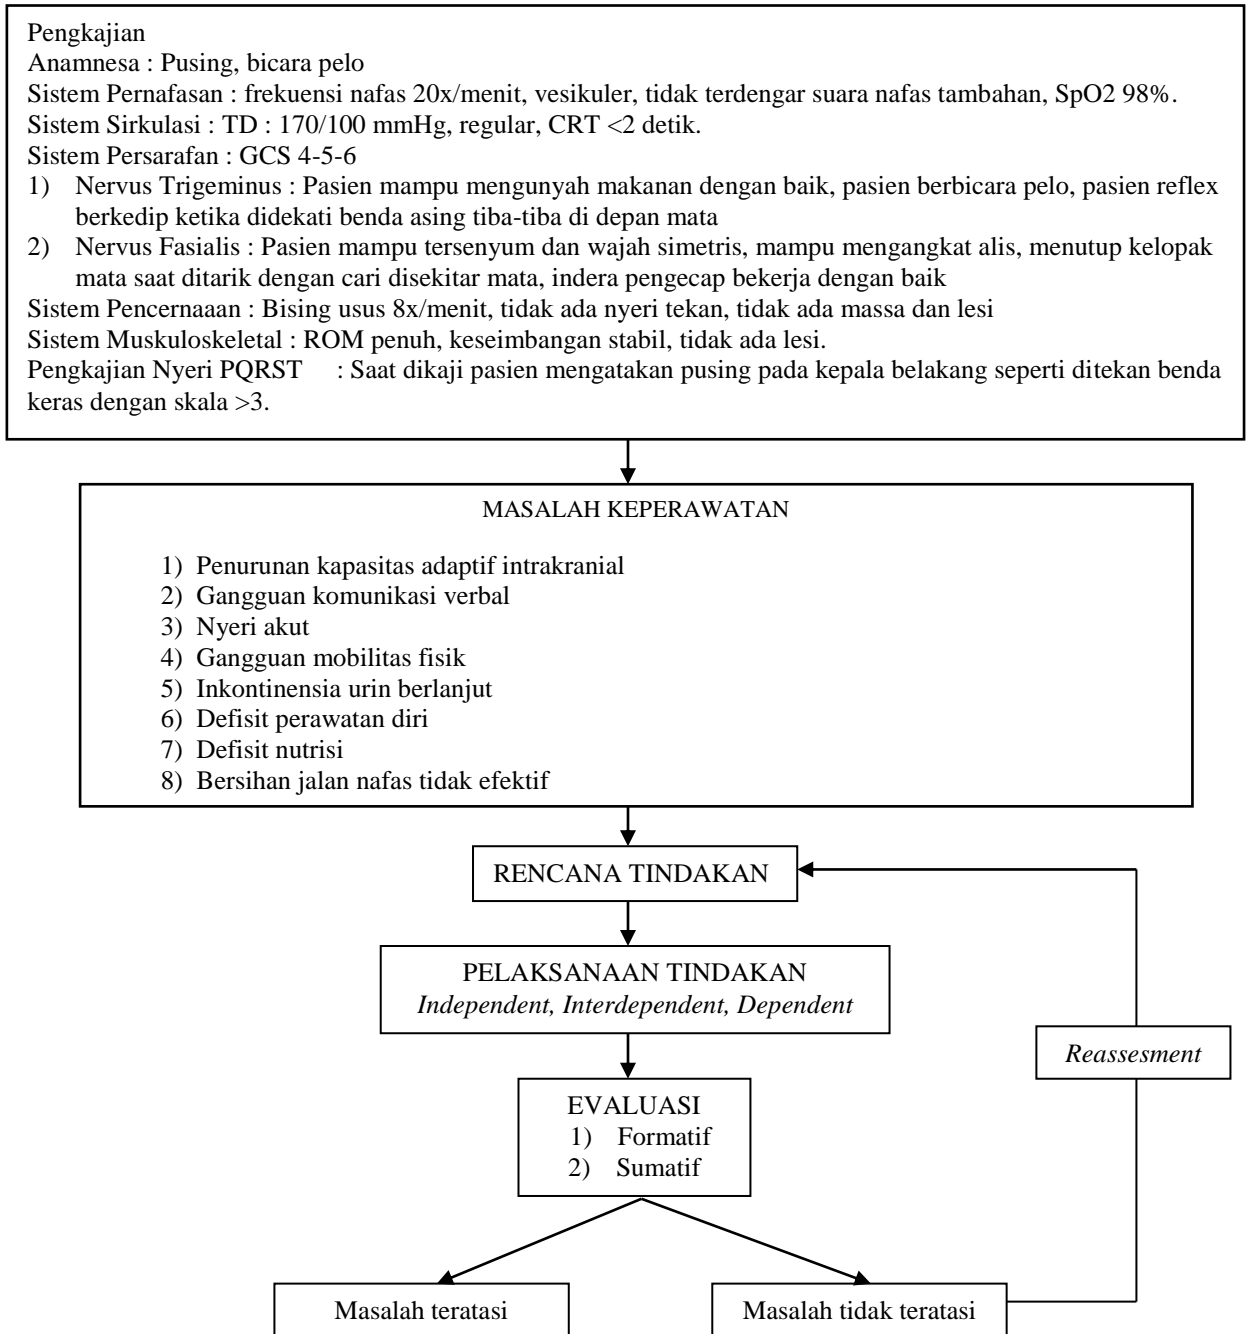 Pengkajian
Anamnesa : Pusing, bicara pelo
Sistem Pernafasan : frekuensi nafas 20x/menit, vesikuler, tidak terdengar suara nafas tambahan, SpO2 98%.
Sistem Sirkulasi : TD : 170/100 mmHg, regular, CRT <2 detik.
Sistem Persarafan : GCS 4-5-6
1) Nervus Trigeminus : Pasien mampu mengunyah makanan dengan baik, pasien berbicara pelo, pasien reflex
berkedip ketika didekati benda asing tiba-tiba di depan mata
2) Nervus Fasialis : Pasien mampu tersenyum dan wajah simetris, mampu mengangkat alis, menutup kelopak
mata saat ditarik dengan cari disekitar mata, indera pengecap bekerja dengan baik
Sistem Pencernaaan : Bising usus 8x/menit, tidak ada nyeri tekan, tidak ada massa dan lesi
Sistem Muskuloskeletal : ROM penuh, keseimbangan stabil, tidak ada lesi.
Pengkajian Nyeri PQRST : Saat dikaji pasien mengatakan pusing pada kepala belakang seperti ditekan benda
keras dengan skala >3.
MASALAH KEPERAWATAN
1) Penurunan kapasitas adaptif intrakranial
2) Gangguan komunikasi verbal
3) Nyeri akut
4) Gangguan mobilitas fisik
5) Inkontinensia urin berlanjut
6) Defisit perawatan diri
7) Defisit nutrisi
8) Bersihan jalan nafas tidak efektif
RENCANA TINDAKAN
PELAKSANAAN TINDAKAN
Independent, Interdependent, Dependent
Reassesment
EVALUASI
1) Formatif
2) Sumatif
Masalah teratasi
Masalah tidak teratasi